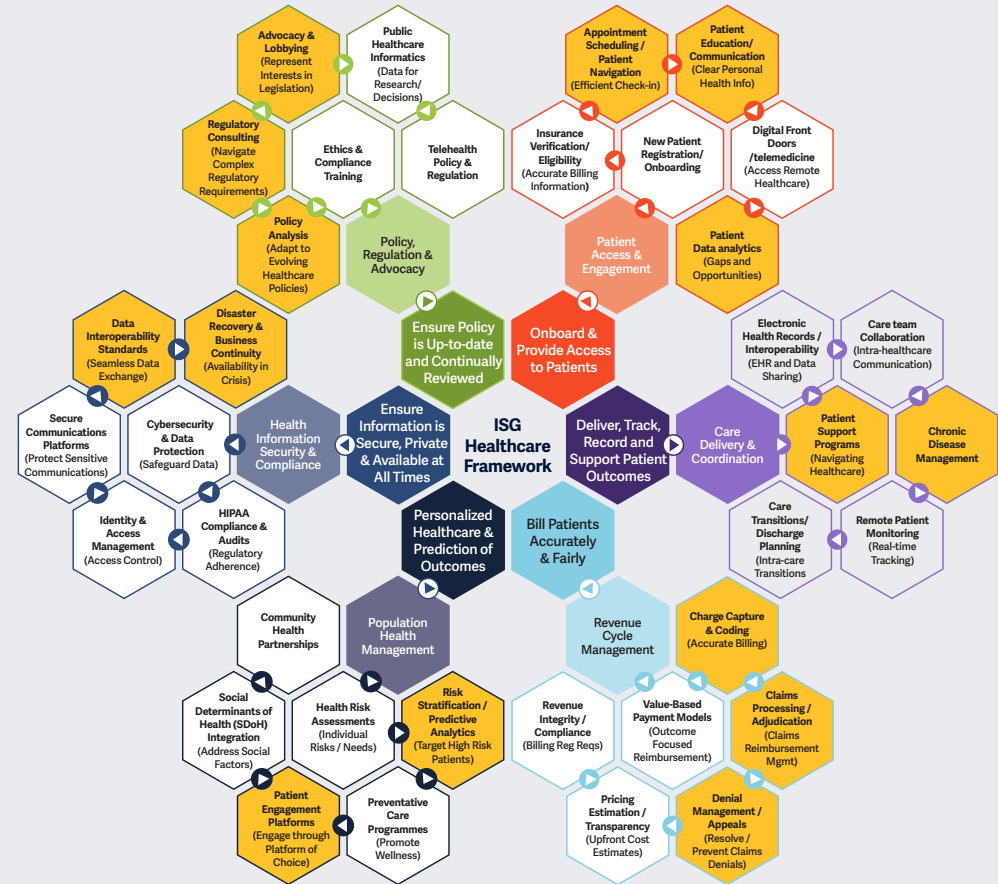 Advocacy &
Lobbying
(Represent
Interests in
Legislation)
Public
Healthcare
Informatics
(Data for
Research/
Decisions)
Regulatory
Consulting
(Navigate
Complex
Regulatory
Requirements)
Ethics &
Compliance
Training
Telehealth
Policy &
Regulation
Policy
Analysis
(Adapt to
Evolving
Healthcare
Policies)
Policy,
Regulation &
Advocacy
Ensure Policy
is Up-to-date
and Continually
Reviewed
Appointment
Scheduling /
Patient
Navigation
(Efficient Check-in)
Patient
Education/
Communication
(Clear Personal
Health Info)
Insurance
Verification/
Eligibility
(Accurate Billing
Information)
New Patient
Registration/
Onboarding
Digital Front
Doors
/telemedicine
(Access Remote
Healthcare)
Patient
Access &
Engagement
Patient
Data analytics
(Gaps and
Opportunities)
Onboard &
Provide Access
to Patients
Data
Interoperability
Standards
(Seamless Data
Exchange)
Disaster
Recovery &
Business
Continuity
(Availability in
Crisis)
Secure
Communications
Platforms
(Protect Sensitive
Communications)
Cybersecurity
& Data
Protection
(Safeguard Data)
Health
Information
Security &
Compliance
Ensure
Information is
Secure, Private
& Available at
All Times
Identity &
Access
Management
(Access Control)
HIPAA
Compliance &
Audits
(Regulatory
Adherence)
ISG
Healthcare
Framework
Deliver, Track,
Record and
Support Patient
Outcomes
Care
Delivery &
Coordination
Electronic
Health Records /
Interoperability
(EHR and Data
Sharing)
Care team
Collaboration
(Intra-healthcare
Communication)
Patient
Support
Programs
(Navigating
Healthcare)
Chronic
Disease
Management
Care
Transitions/
Discharge
Planning
(Intra-care
Transitions
Remote Patient
Monitoring
(Real-time
Tracking)
Personalized
Healthcare &
Prediction of
Outcomes
Population
Health
Management
Community
Health
Partnerships
Social
Determinants of
Health (SDoH)
Integration
(Address Social
Factors)
Health Risk
Assessments
(Individual
Risks / Needs)
Risk
Stratification /
Predictive
Analytics
(Target High Risk
Patients)
Patient
Engagement
Platforms
(Engage through
Platform of
Choice)
Preventative
Care
Programmes
(Promote
Wellness)
Bill Patients
Accurately
& Fairly
Revenue
Cycle
Management
Charge Capture
& Coding
(Accurate Billing)
Revenue
Integrity /
Compliance
(Billing Reg Reqs)
Value-Based
Payment Models
(Outcome
Focused
Reimbursement)
Claims
Processing /
Adjudication
(Claims
Reimbursement
Mgmt)
Pricing
Estimation /
Transparency
(Upfront Cost
Estimates)
Denial
Management /
Appeals
(Resolve /
Prevent Claims
Denials)